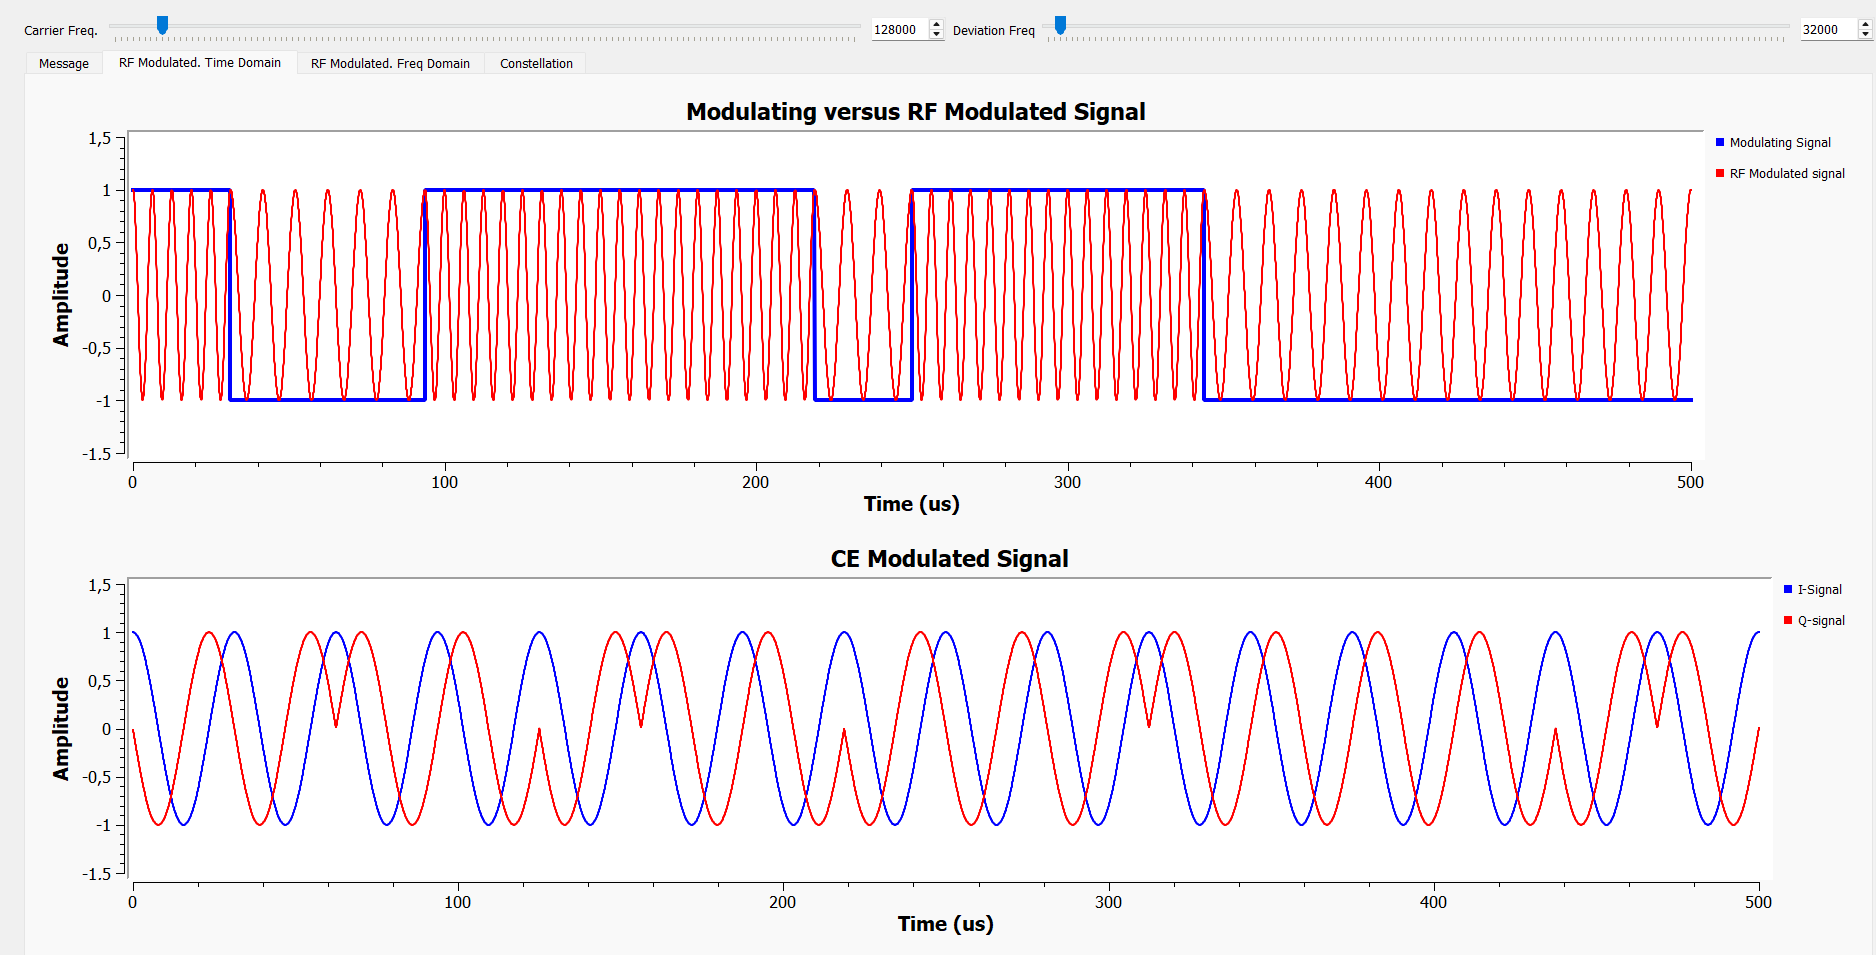 Carrier Freq. 128000 Deviation Freq 32000
Message RF Modulated. Time Domain RF Modulated. Freq Domain Constellation
Modulating versus RF Modulated Signal
1,5
1
0,5
0
-0,5
-1
-1.5
Amplitude
0 100 200 300 400 500
Time (us)
Modulating Signal
RF Modulated signal
CE Modulated Signal
1,5
1
0,5
0
-0,5
-1
-1.5
Amplitude
0 100 200 300 400 500
Time (us)
I-Signal
Q-signal